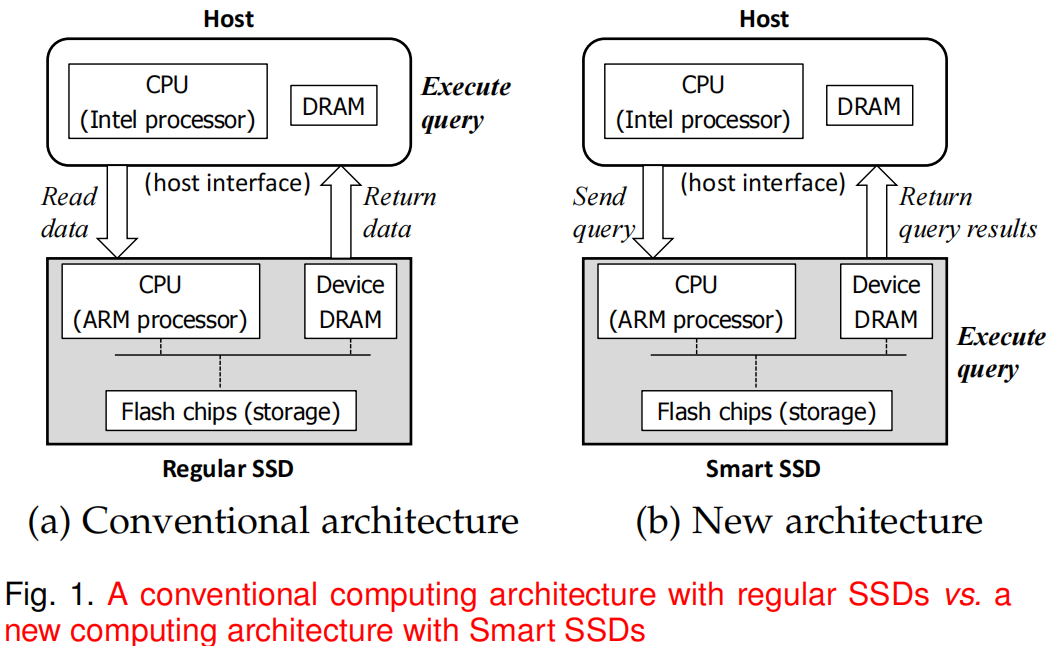 Host
CPU
(Intel processor)
DRAM
Execute
query
Read
data
(host interface)
Return
data
CPU
(ARM processor)
Device
DRAM
Flash chips (storage)
Regular SSD
(a) Conventional architecture
Host
CPU
(Intel processor)
DRAM
Send
query
(host interface)
Return
query results
CPU
(ARM processor)
Device
DRAM
Execute
query
Flash chips (storage)
Smart SSD
(b) New architecture
Fig. 1. A conventional computing architecture with regular SSDs vs. a
new computing architecture with Smart SSDs